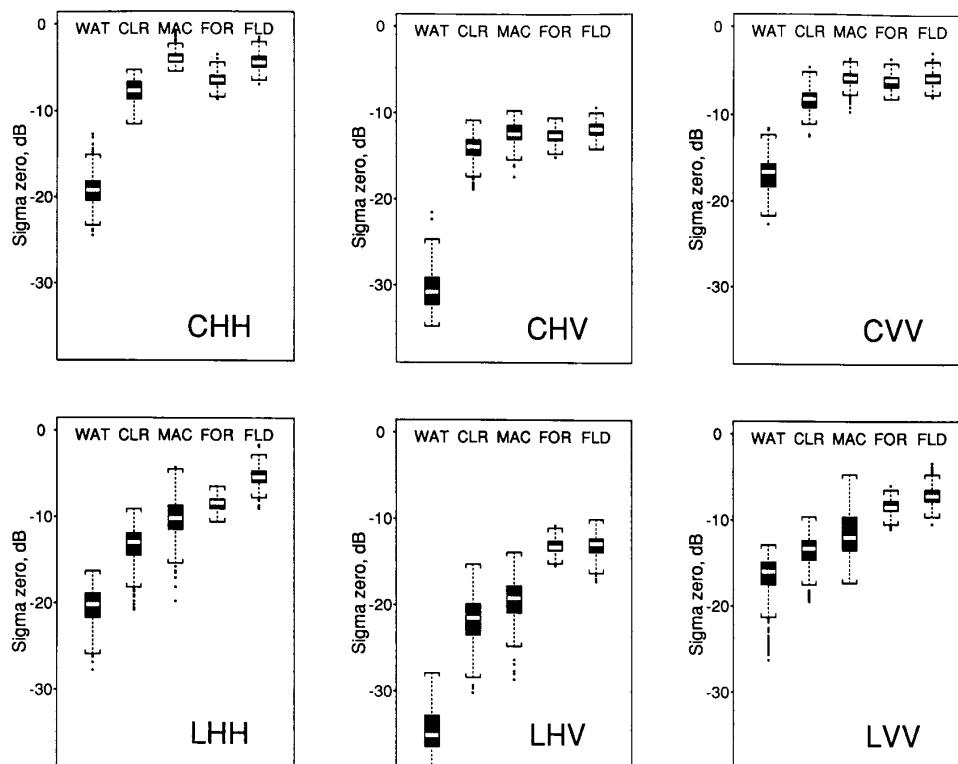 0
WAT CLR MAC FOR FLD
-10
Sigma zero, dB
-20
-30
CHH
0
WAT CLR MAC FOR FLD
-10
Sigma zero, dB
-20
-30
CHV
0
WAT CLR MAC FOR FLD
-10
Sigma zero, dB
-20
-30
CVV
0
WAT CLR MAC FOR FLD
-10
Sigma zero, dB
-20
-30
LHH
0
WAT CLR MAC FOR FLD
-10
Sigma zero, dB
-20
-30
LHV
0
WAT CLR MAC FOR FLD
-10
Sigma zero, dB
-20
-30
LVV